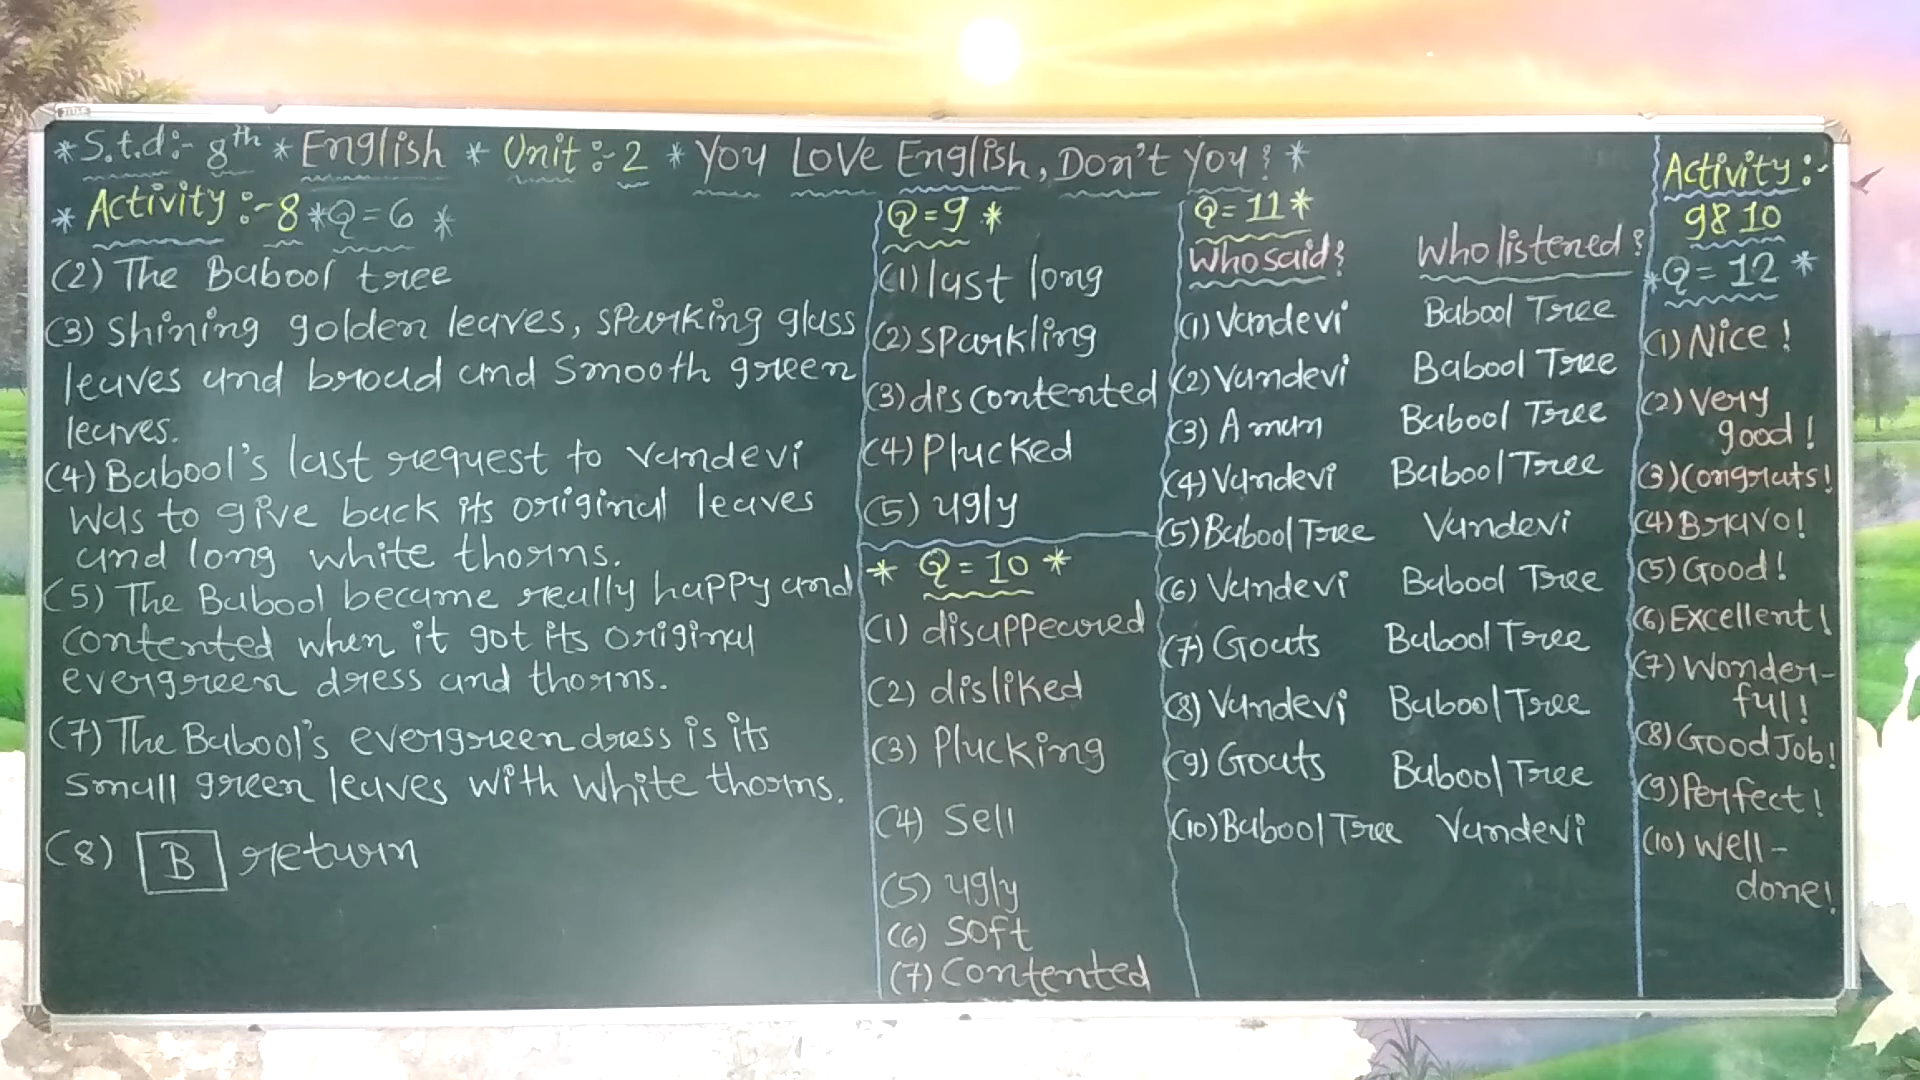 *S.t.d:- 8th * English * Unit:-2 * You Love English, Don't you? *
* Activity:-8 *Q=6 *
(2) The Babool tree
(3) Shining golden leaves, sparking glass
leaves and broad and smooth green
leaves.
(4) Babool's last request to Vandevi
was to give back its original leaves
and long white thorns.
(5) The Babool became really happy and
contented when it got its original
evergreen dress and thorns.
(7) The Babool's evergreen dress is its
small green leaves with white thorns.
(8) B return
Q=9 *
(1) last long
(2) sparkling
(3) discontented
(4) Plucked
(5) ugly
* Q=10 *
(1) disappeared
(2) disliked
(3) Plucking
(4) Sell
(5) ugly
(6) Soft
(7) Contented
Q=11 *
Who said? Who listened?
(1) Vandevi Babool Tree
(2) Vandevi Babool Tree
(3) A man Babool Tree
(4) Vandevi Babool Tree
(5) Babool Tree Vandevi
(6) Vandevi Babool Tree
(7) Goats Babool Tree
(8) Vandevi Babool Tree
(9) Goats Babool Tree
(10) Babool Tree Vandevi
Activity:-
9&10
*Q=12 *
(1) Nice!
(2) Very
good!
(3) Congrats!
(4) Bravo!
(5) Good!
(6) Excellent!
(7) Wonder-
ful!
(8) Good Job!
(9) Perfect!
(10) Well-
done!